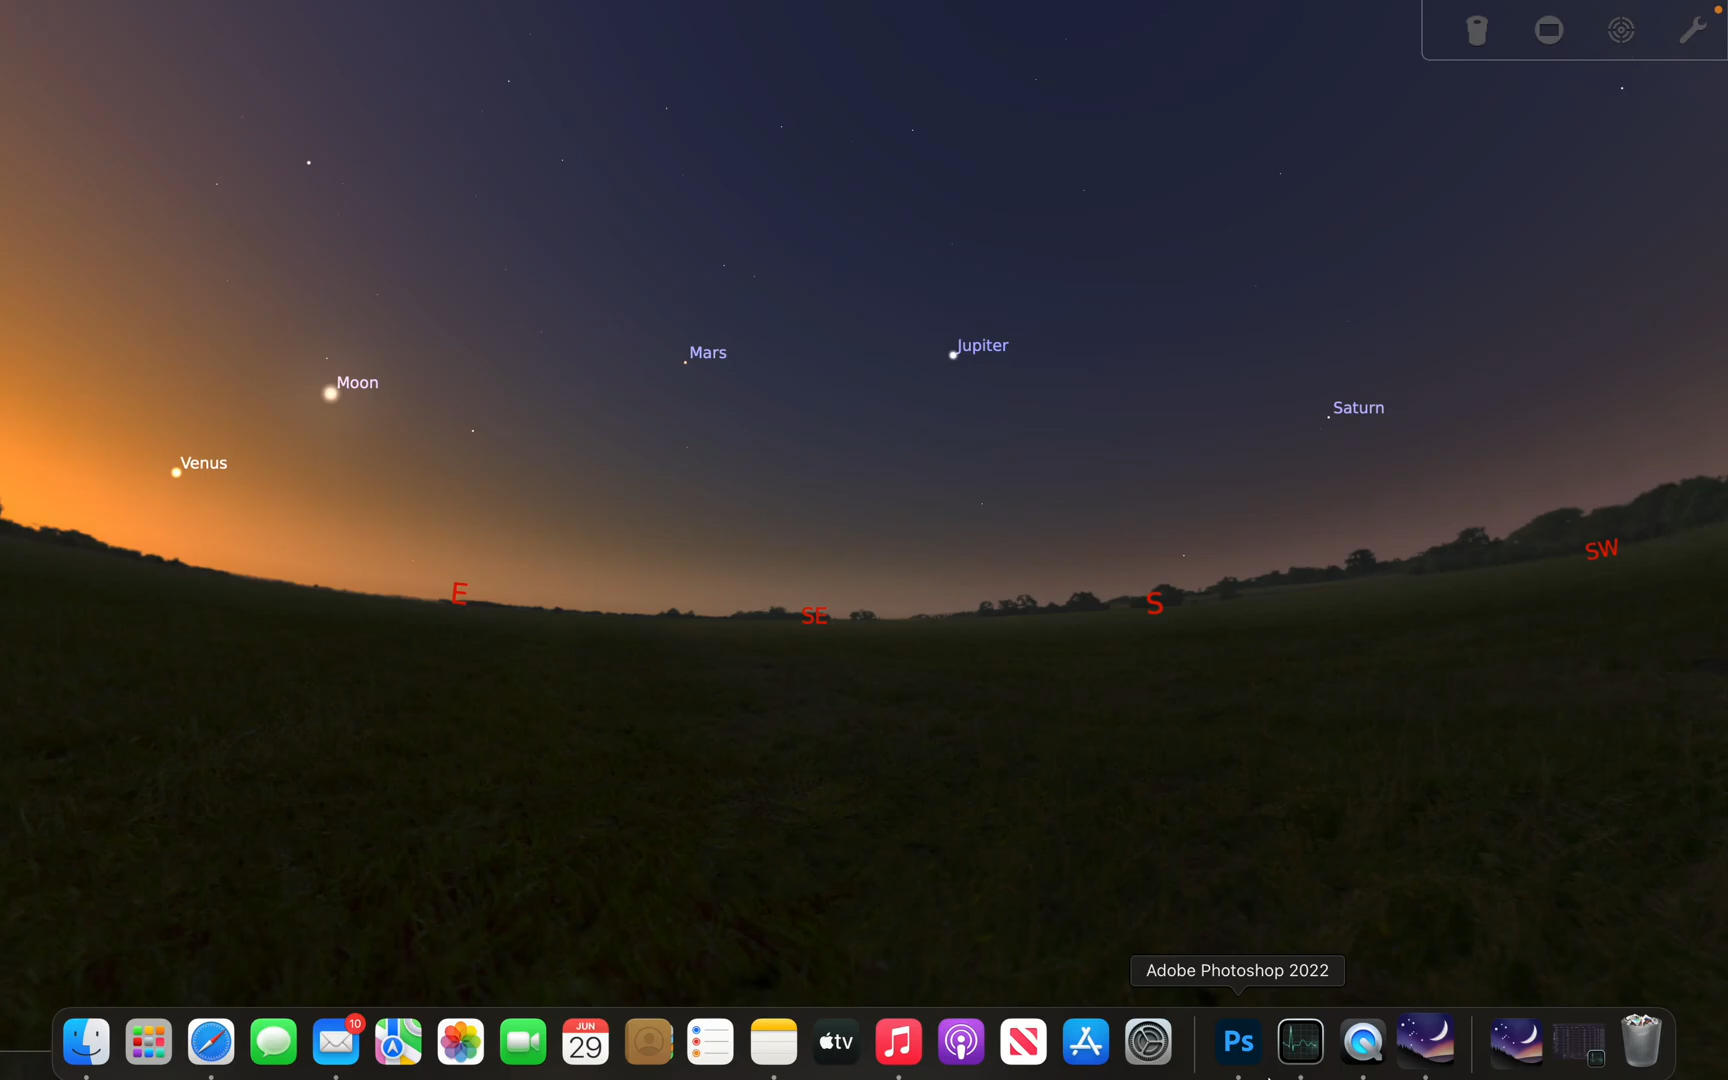 Mars
Jupiter
Moon
Saturn
Venus
E
SE
S
SW
Adobe Photoshop 2022
10
JUN
29
tv
Ps